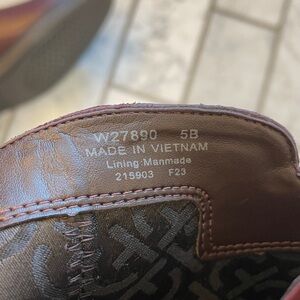 W27890 5B
MADE IN VIETNAM
Lining:Manmade
215903 F23